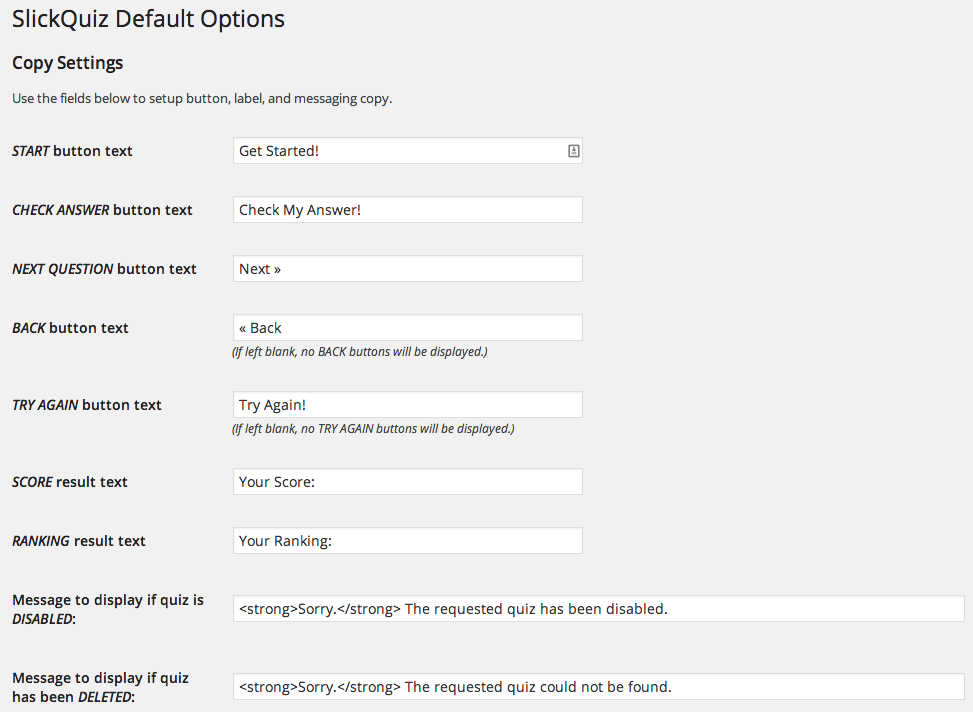 SlickQuiz Default Options
Copy Settings
Use the fields below to setup button, label, and messaging copy.
START button text
Get Started!
CHECK ANSWER button text
Check My Answer!
NEXT QUESTION button text
Next »
BACK button text
« Back
(If left blank, no BACK buttons will be displayed.)
TRY AGAIN button text
Try Again!
(If left blank, no TRY AGAIN buttons will be displayed.)
SCORE result text
Your Score:
RANKING result text
Your Ranking:
Message to display if quiz is
DISABLED:
<strong>Sorry.</strong> The requested quiz has been disabled.
Message to display if quiz
has been DELETED:
<strong>Sorry.</strong> The requested quiz could not be found.